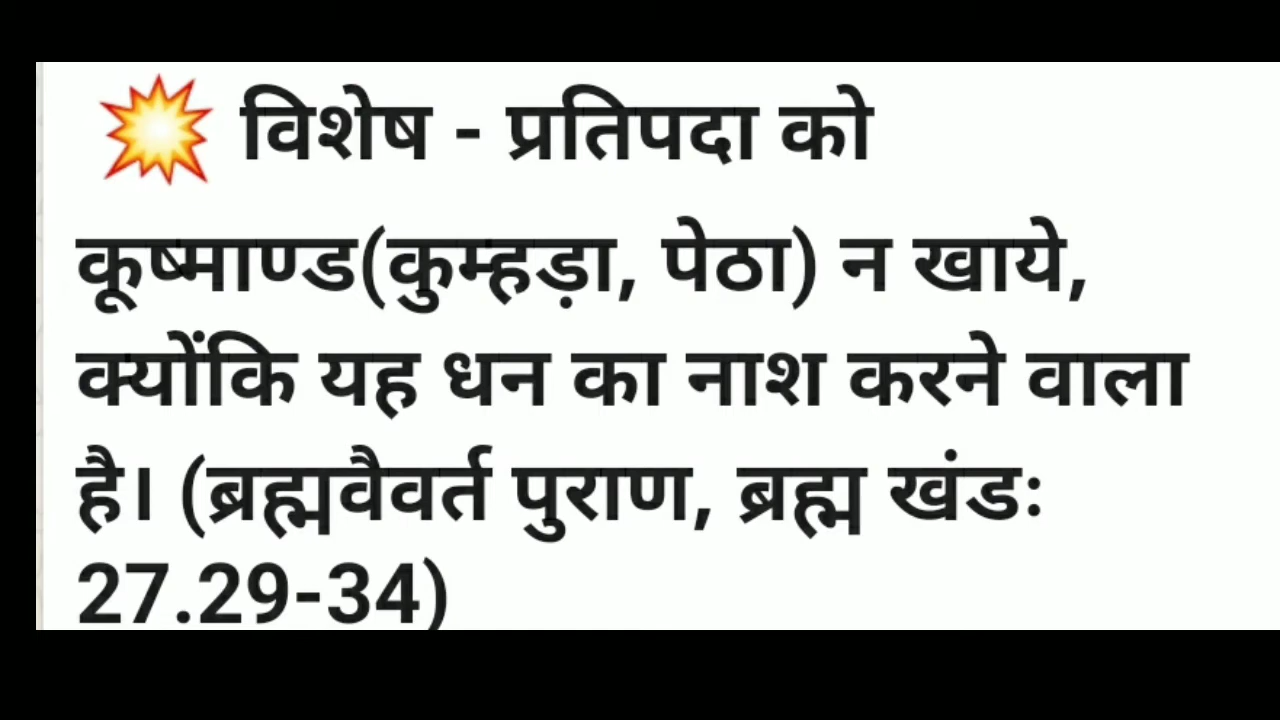 💥 विशेष - प्रतिपदा को
कूष्माण्ड(कुम्हड़ा, पेठा) न खाये,
क्योंकि यह धन का नाश करने वाला
है। (ब्रह्मवैवर्त पुराण, ब्रह्म खंडः
27.29-34)